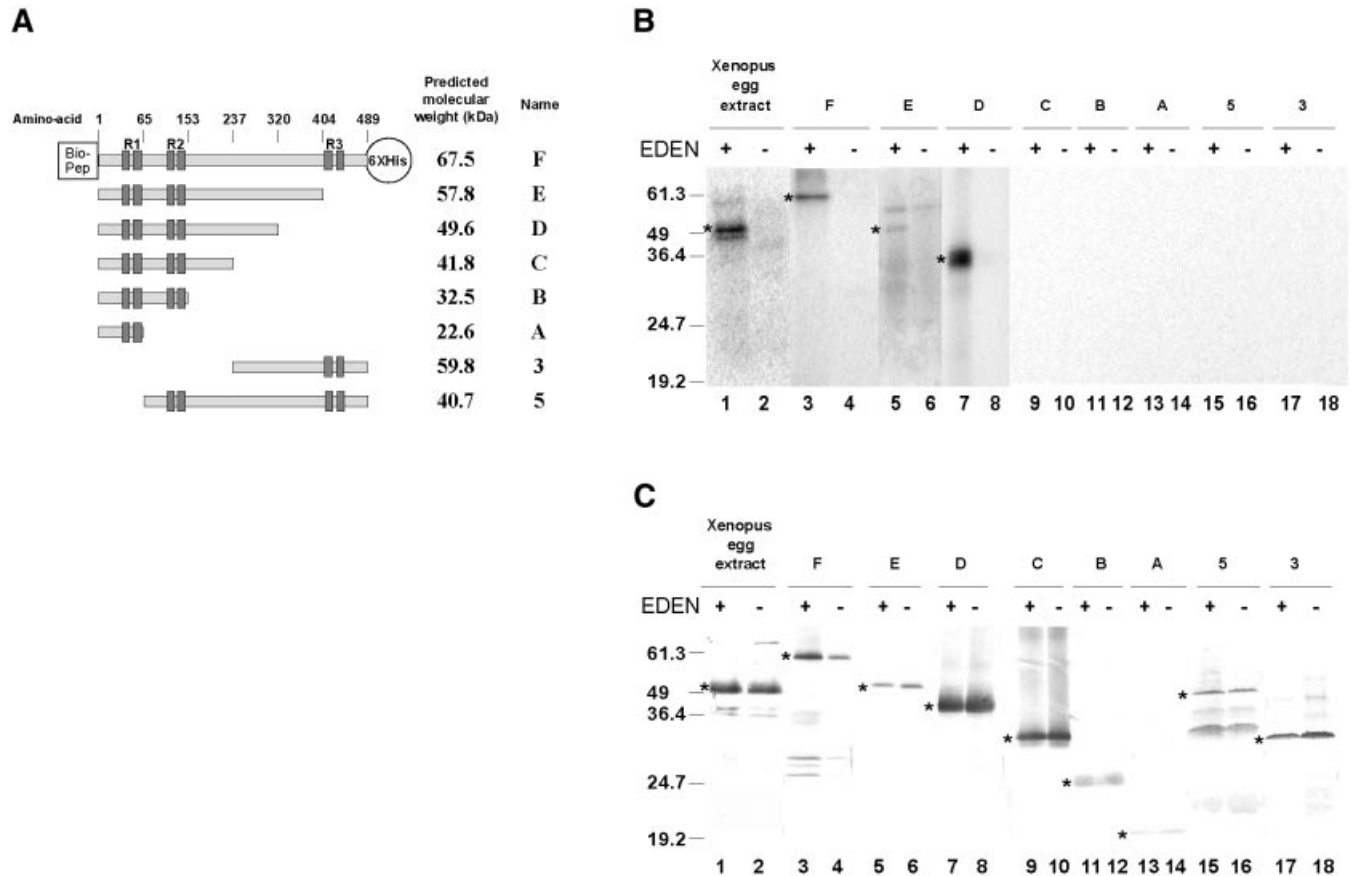 A
Predicted molecular weight (kDa)
Name
Amino-acid 1 65 153 237 320 404 489
R1 R2 R3
Bio-Pep
6XHis
67.5 F
57.8 E
49.6 D
41.8 C
32.5 B
22.6 A
59.8 3
40.7 5
B
Xenopus egg extract F E D C B A 5 3
EDEN + - + - + - + - + - + - + - + - + -
61.3
*
*
49
*
36.4
*
24.7
19.2
1 2 3 4 5 6 7 8 9 10 11 12 13 14 15 16 17 18
C
Xenopus egg extract F E D C B A 5 3
EDEN + - + - + - + - + - + - + - + - + -
61.3
*
*
*
49
*
*
36.4
*
*
24.7
*
19.2
*
1 2 3 4 5 6 7 8 9 10 11 12 13 14 15 16 17 18